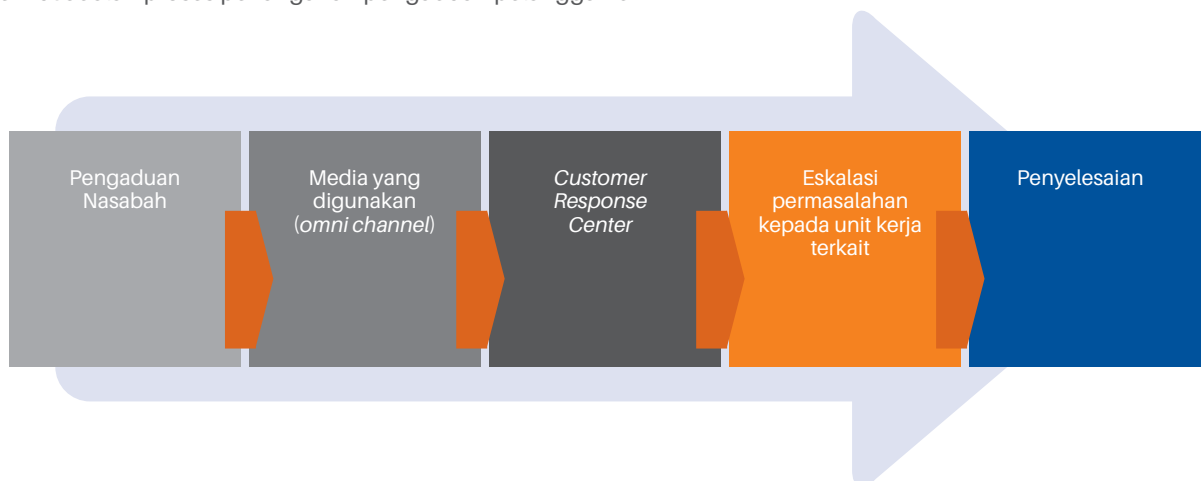 Pengaduan
Nasabah
Media yang
digunakan
(omni channel)
Customer
Response
Center
Eskalasi
permasalahan
kepada unit kerja
terkait
Penyelesaian